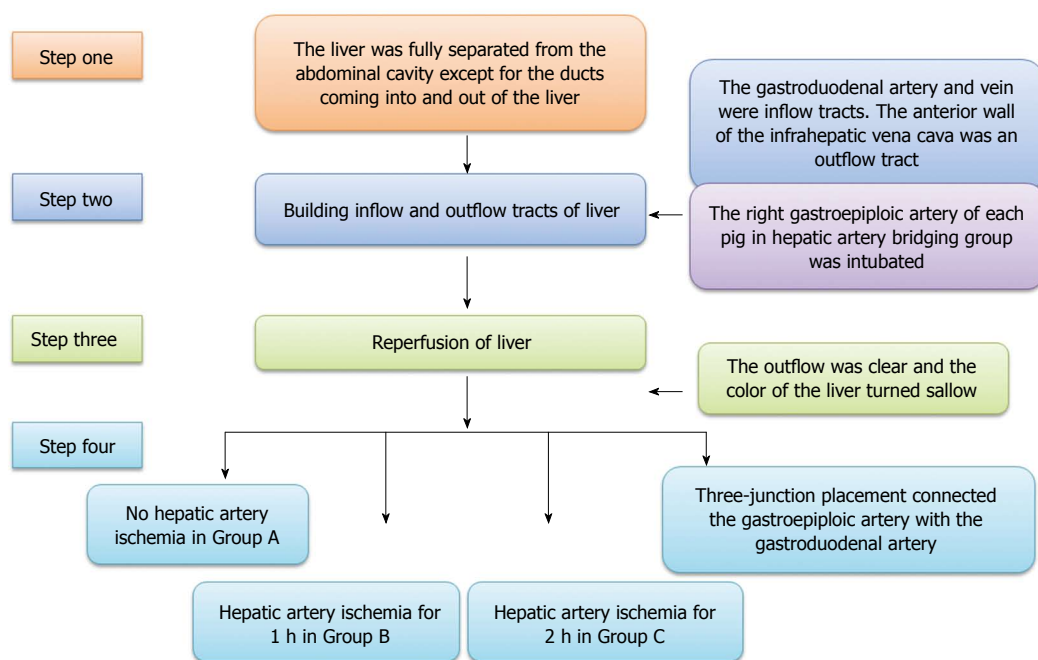 Step one
The liver was fully separated from the
abdominal cavity except for the ducts
coming into and out of the liver
The gastroduodenal artery and vein
were inflow tracts. The anterior wall
of the infrahepatic vena cava was an
outflow tract
Step two
Building inflow and outflow tracts of liver
The right gastroepiploic artery of each
pig in hepatic artery bridging group
was intubated
Step three
Reperfusion of liver
The outflow was clear and the
color of the liver turned sallow
Step four
No hepatic artery
ischemia in Group A
Three-junction placement connected
the gastroepiploic artery with the
gastroduodenal artery
Hepatic artery ischemia for
1 h in Group B
Hepatic artery ischemia for
2 h in Group C